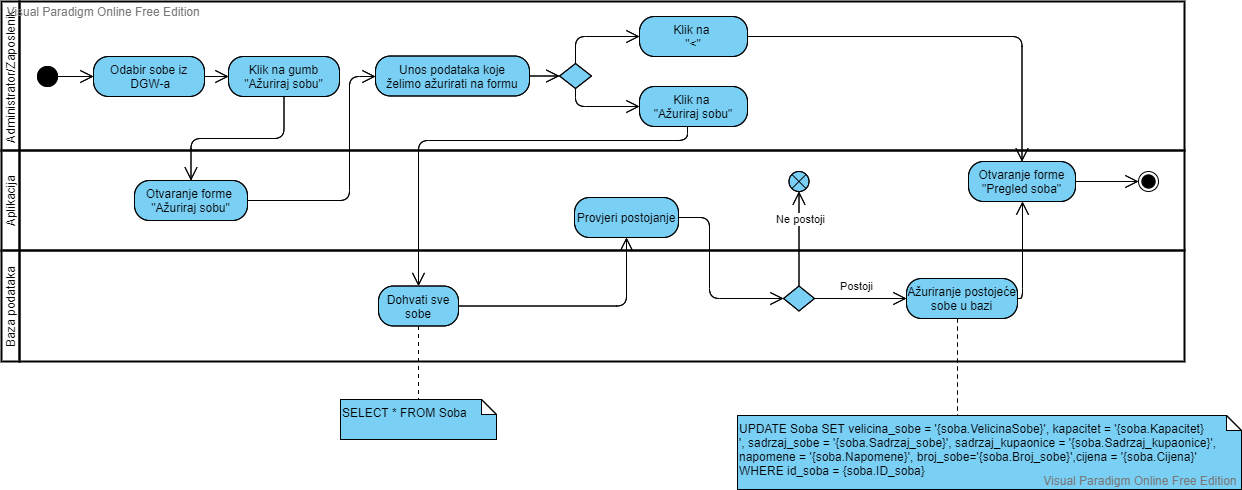 Visual Paradigm Online Free Edition
Administrator/Zaposlenik
Odabir sobe iz
DGW-a
Klik na gumb
"Ažuriraj sobu"
Unos podataka koje
želimo ažurirati na formu
Klik na
"<"
Klik na
"Ažuriraj sobu"
Aplikacija
Otvaranje forme
"Ažuriraj sobu"
Provjeri postojanje
Ne postoji
Otvaranje forme
"Pregled soba"
Baza podataka
Dohvati sve
sobe
Postoji
Ažuriranje postojeće
sobe u bazi
SELECT * FROM Soba
UPDATE Soba SET velicina_sobe = '{soba.VelicinaSobe}', kapacitet = '{soba.Kapacitet}
', sadrzaj_sobe = '{soba.Sadrzaj_sobe}', sadrzaj_kupaonice = '{soba.Sadrzaj_kupaonice}',
napomene = '{soba.Napomene}', broj_sobe='{soba.Broj_sobe}',cijena = '{soba.Cijena}'
WHERE id_soba = {soba.ID_soba}
Visual Paradigm Online Free Edition